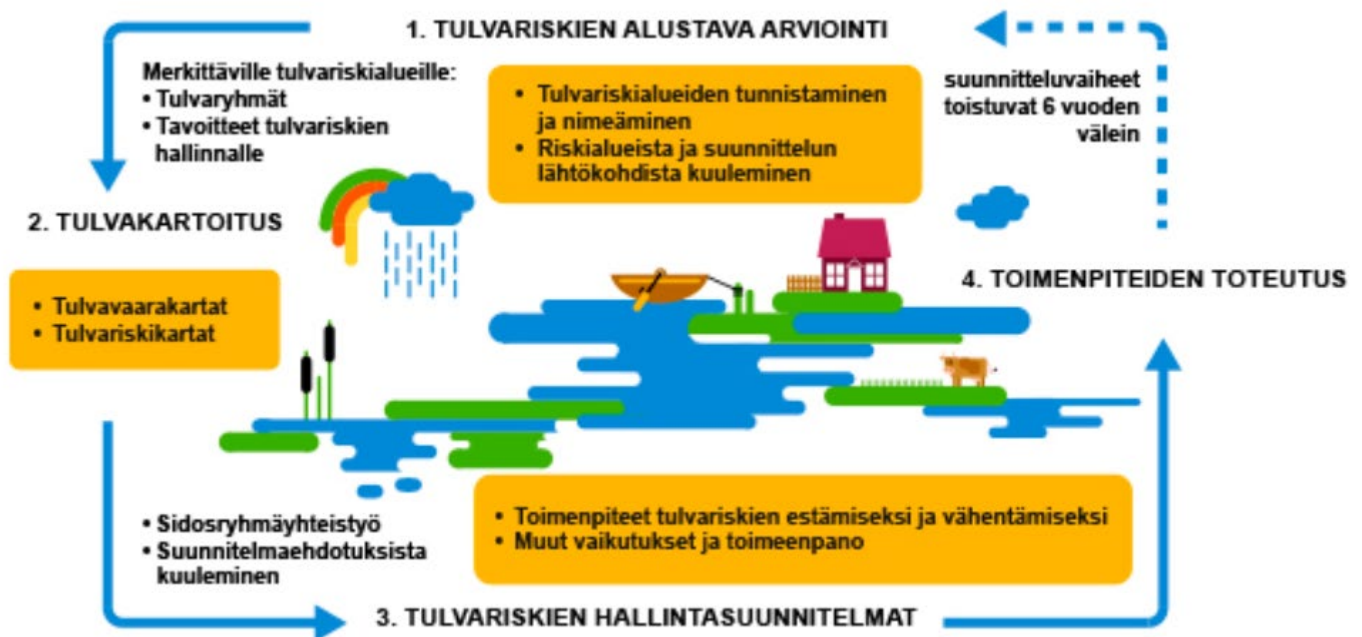 1. TULVARISKIEN ALUSTAVA ARVIOINTI
Merkittäville tulvariskialueille:
• Tulvaryhmät
• Tavoitteet tulvariskien
hallinnalle
• Tulvariskialueiden tunnistaminen
ja nimeäminen
• Riskialueista ja suunnittelun
lähtökohdista kuuleminen
suunnitteluvaiheet
toistuvat 6 vuoden
välein
2. TULVAKARTOITUS
• Tulvavaarakartat
• Tulvariskikartat
4. TOIMENPITEIDEN TOTEUTUS
• Sidosryhmäyhteistyö
• Suunnitelmaehdotuksista
kuuleminen
• Toimenpiteet tulvariskien estämiseksi ja vähentämiseksi
• Muut vaikutukset ja toimeenpano
3. TULVARISKIEN HALLINTASUUNNITELMAT